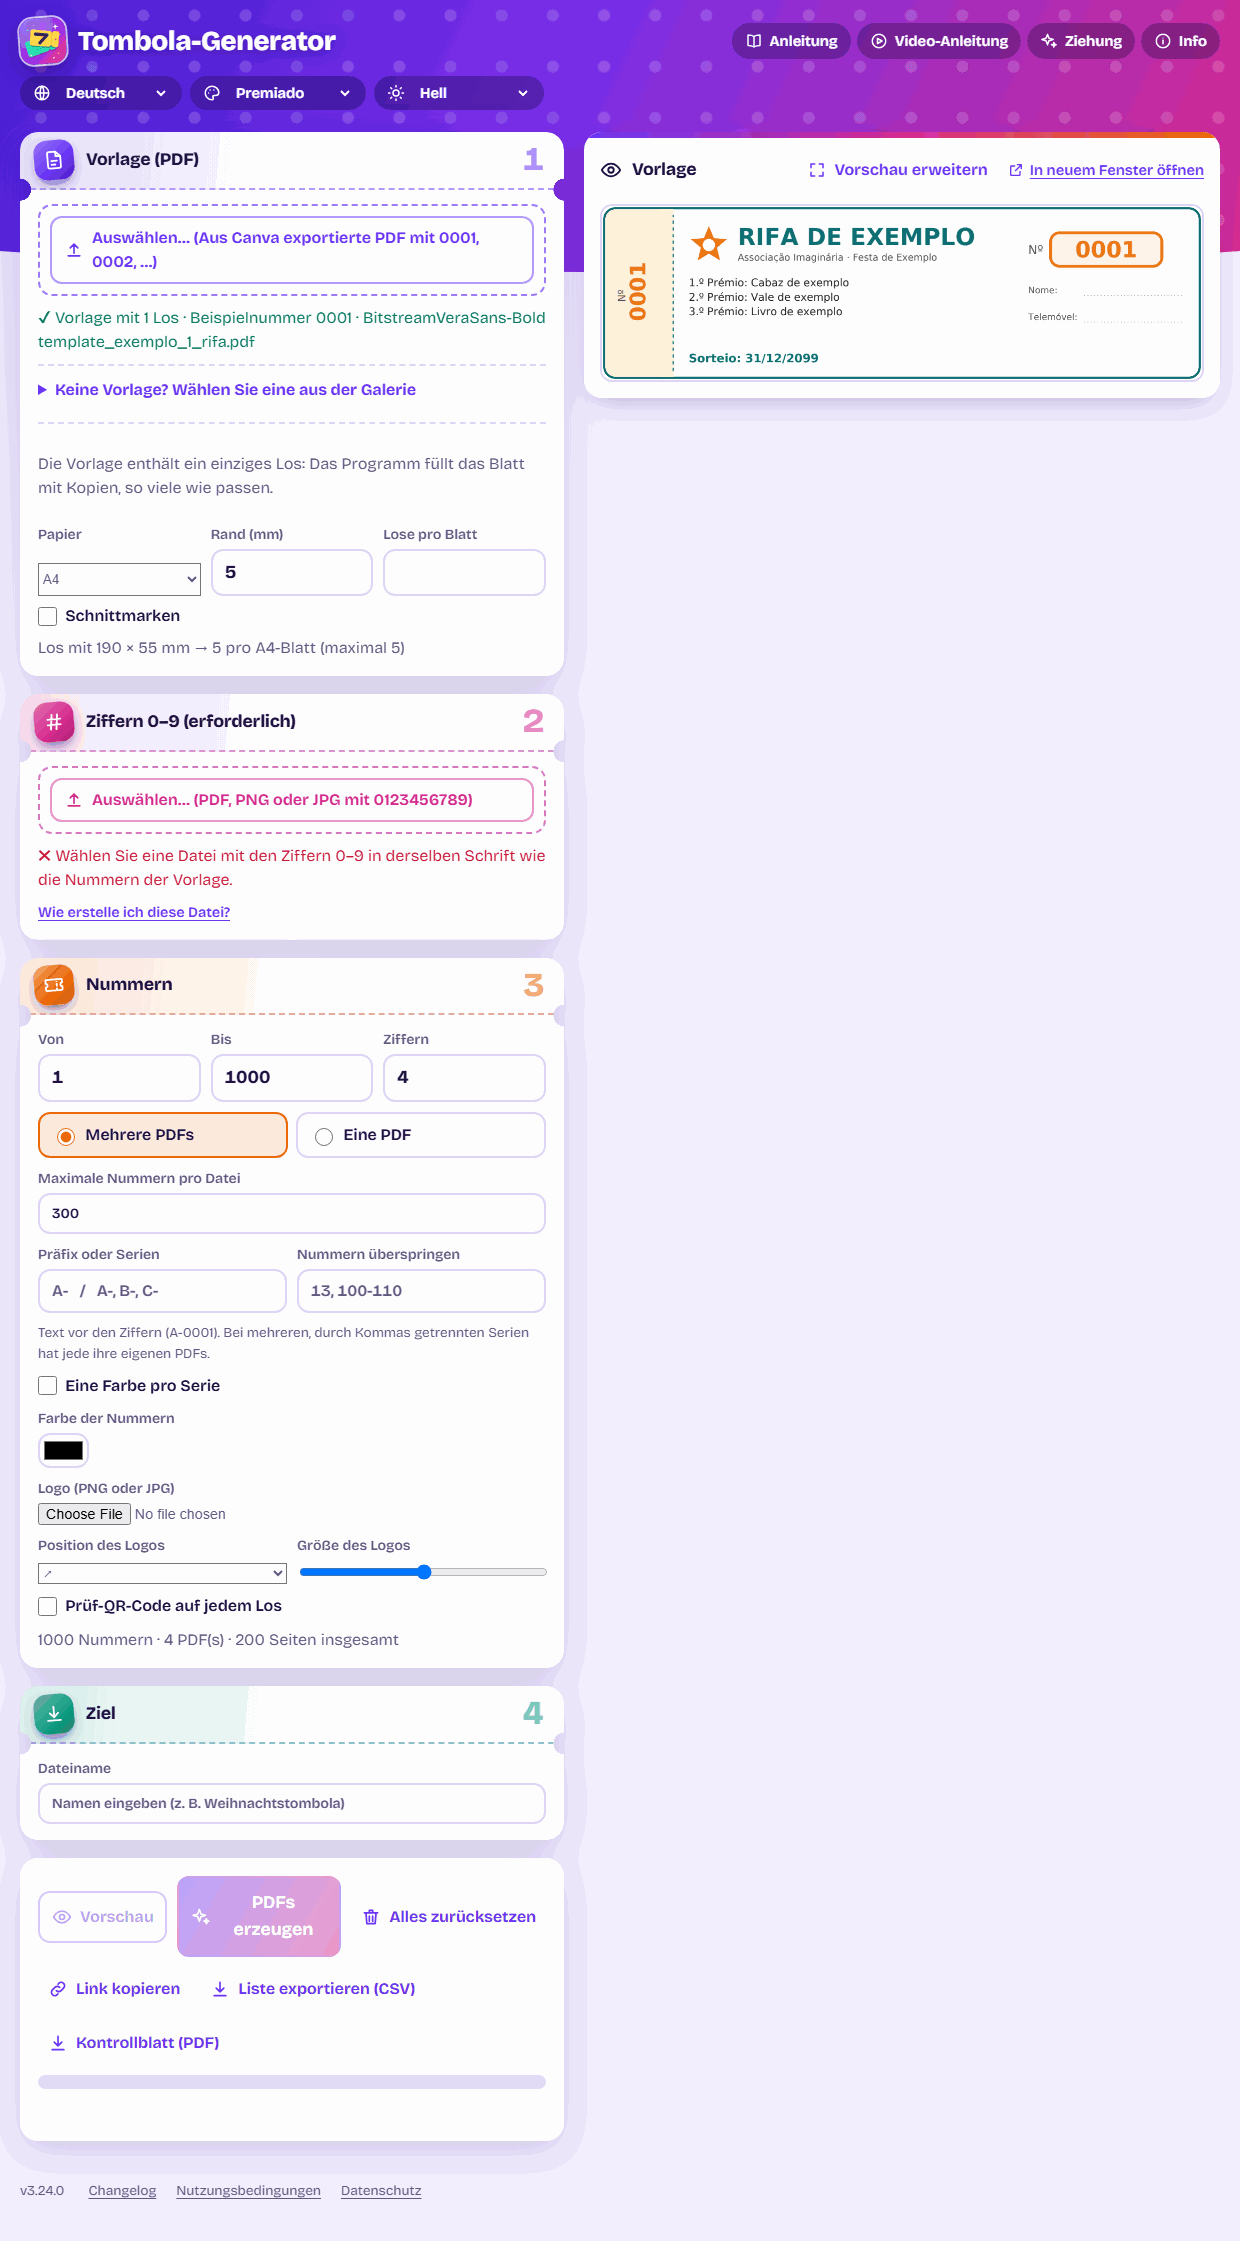 Tombola-Generator
Anleitung
Video-Anleitung
Ziehung
Info
Deutsch
Premiado
Hell
Vorlage (PDF)
1
Auswählen... (Aus Canva exportierte PDF mit 0001, 0002, ...)
✓ Vorlage mit 1 Los · Beispielnummer 0001 · BitstreamVeraSans-Bold
template_exemplo_1_rifa.pdf
Keine Vorlage? Wählen Sie eine aus der Galerie
Die Vorlage enthält ein einziges Los: Das Programm füllt das Blatt
mit Kopien, so viele wie passen.
Papier
Rand (mm)
Lose pro Blatt
A4
5
Schnittmarken
Los mit 190 × 55 mm → 5 pro A4-Blatt (maximal 5)
Ziffern 0–9 (erforderlich)
2
Auswählen... (PDF, PNG oder JPG mit 0123456789)
✕ Wählen Sie eine Datei mit den Ziffern 0–9 in derselben Schrift wie
die Nummern der Vorlage.
Wie erstelle ich diese Datei?
Nummern
3
Von
Bis
Ziffern
1
1000
4
Mehrere PDFs
Eine PDF
Maximale Nummern pro Datei
300
Präfix oder Serien
Nummern überspringen
A-  /  A-, B-, C-
13, 100-110
Text vor den Ziffern (A-0001). Bei mehreren, durch Kommas getrennten Serien
hat jede ihre eigenen PDFs.
Eine Farbe pro Serie
Farbe der Nummern
Logo (PNG oder JPG)
Choose File No file chosen
Position des Logos
Größe des Logos
↗
Prüf-QR-Code auf jedem Los
1000 Nummern · 4 PDF(s) · 200 Seiten insgesamt
Ziel
4
Dateiname
Namen eingeben (z. B. Weihnachtstombola)
Vorschau
PDFs
erzeugen
Alles zurücksetzen
Link kopieren
Liste exportieren (CSV)
Kontrollblatt (PDF)
v3.24.0
Changelog
Nutzungsbedingungen
Datenschutz
Vorlage
Vorschau erweitern
In neuem Fenster öffnen
Nº
0001
RIFA DE EXEMPLO
Associação Imaginária · Festa de Exemplo
1.º Prémio: Cabaz de exemplo
2.º Prémio: Vale de exemplo
3.º Prémio: Livro de exemplo
Sorteio: 31/12/2099
Nº 0001
Nome:
Telemóvel: